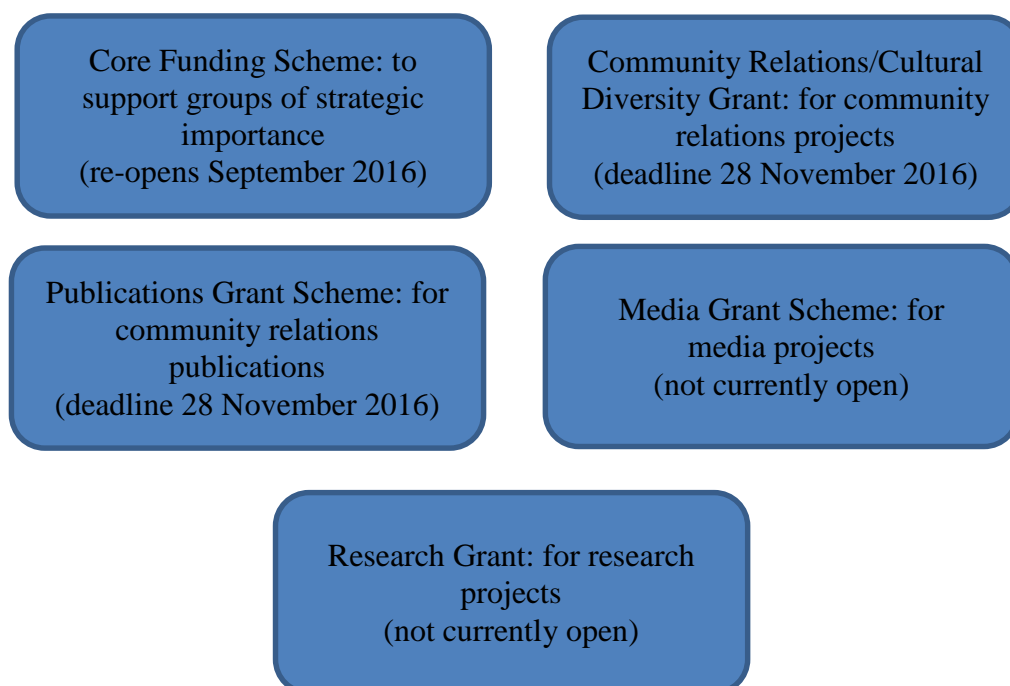 Core Funding Scheme: to
support groups of strategic
importance
(re-opens September 2016)
Community Relations/Cultural
Diversity Grant: for community
relations projects
(deadline 28 November 2016)
Publications Grant Scheme: for
community relations
publications
(deadline 28 November 2016)
Media Grant Scheme: for
media projects
(not currently open)
Research Grant: for research
projects
(not currently open)